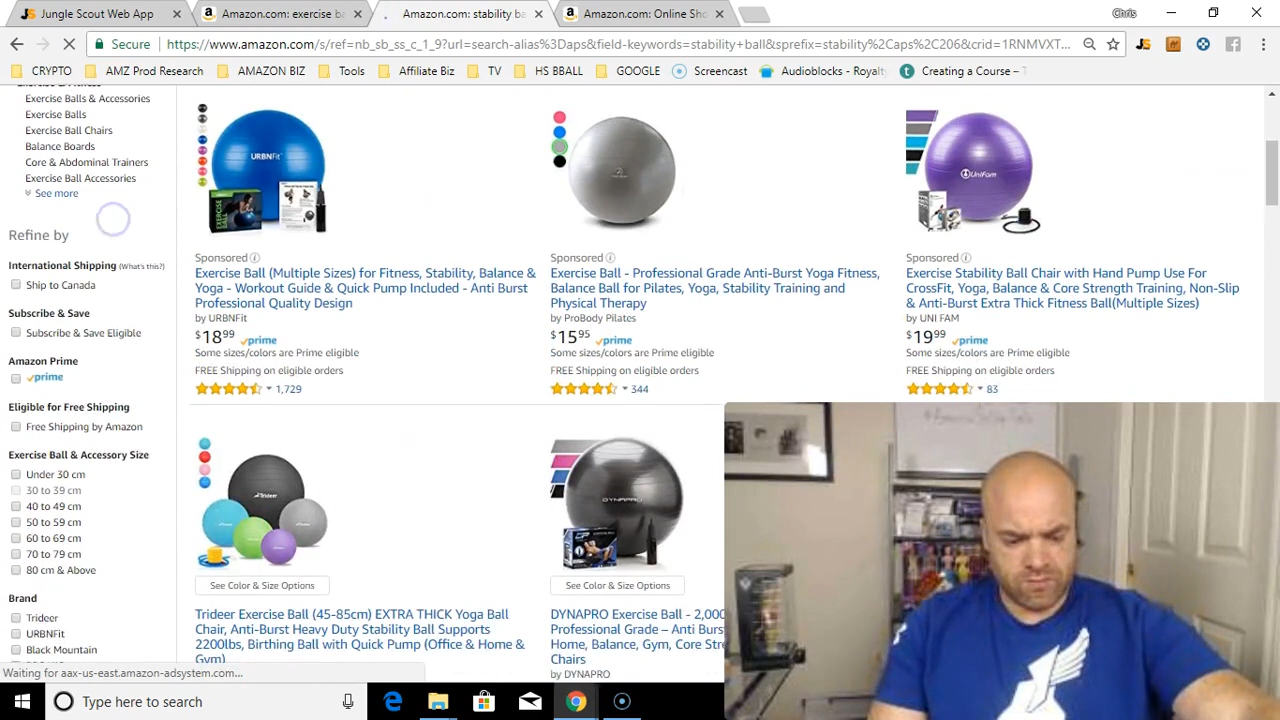 Jungle Scout Web App
Amazon.com: exercise ba
Amazon.com: stability ba
Amazon.com: Online Sho
Chris
Secure
https://www.amazon.com/s/ref=nb_sb_ss_c_1_9?url=search-alias%3Daps&field-keywords=stability+ball&sprefix=stability%2Caps%2C206&crid=1RNMVXT...
CRYPTO
AMZ Prod Research
AMAZON BIZ
Tools
Affiliate Biz
TV
HS BBALL
GOOGLE
Screencast
Audioblocks - Royalty
Creating a Course –
Exercise Balls & Accessories
Exercise Balls
Exercise Ball Chairs
Balance Boards
Core & Abdominal Trainers
Exercise Ball Accessories
See more
Refine by
International Shipping (What's this?)
Ship to Canada
Subscribe & Save
Subscribe & Save Eligible
Amazon Prime
prime
Eligible for Free Shipping
Free Shipping by Amazon
Exercise Ball & Accessory Size
Under 30 cm
30 to 39 cm
40 to 49 cm
50 to 59 cm
60 to 69 cm
70 to 79 cm
80 cm & Above
Brand
Trideer
URBNFit
Black Mountain
URBNFit
Sponsored
Exercise Ball (Multiple Sizes) for Fitness, Stability, Balance &
Yoga - Workout Guide & Quick Pump Included - Anti Burst
Professional Quality Design
by URBNFit
$18 99 prime
Some sizes/colors are Prime eligible
FREE Shipping on eligible orders
1,729
Sponsored
Exercise Ball - Professional Grade Anti-Burst Yoga Fitness,
Balance Ball for Pilates, Yoga, Stability Training and
Physical Therapy
by ProBody Pilates
$15 95 prime
Some sizes/colors are Prime eligible
FREE Shipping on eligible orders
344
UniFam
Sponsored
Exercise Stability Ball Chair with Hand Pump Use For
CrossFit, Yoga, Balance & Core Strength Training, Non-Slip
& Anti-Burst Extra Thick Fitness Ball(Multiple Sizes)
by UNI FAM
$19 99 prime
Some sizes/colors are Prime eligible
FREE Shipping on eligible orders
83
Trideer
See Color & Size Options
Trideer Exercise Ball (45-85cm) EXTRA THICK Yoga Ball
Chair, Anti-Burst Heavy Duty Stability Ball Supports
2200lbs, Birthing Ball with Quick Pump (Office & Home &
Gym)
DYNAPRO
See Color & Size Options
DYNAPRO Exercise Ball - 2,000
Professional Grade – Anti Burs
Home, Balance, Gym, Core Stre
Chairs
by DYNAPRO
Waiting for aax-us-east.amazon-adsystem.com...
Type here to search